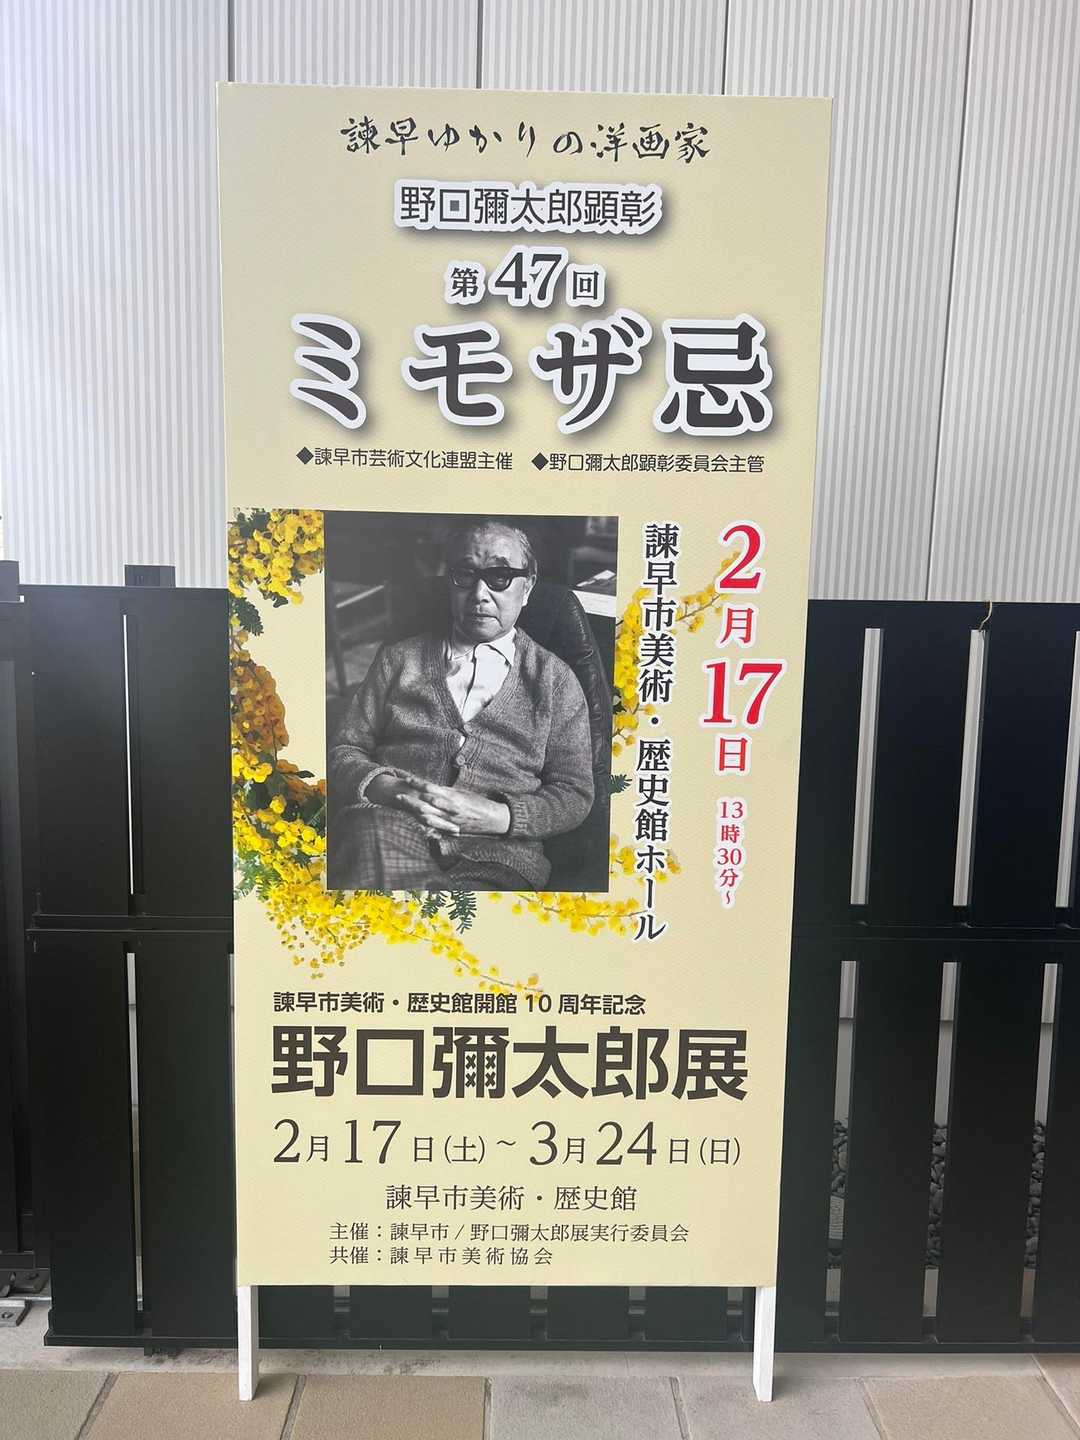 諫早ゆかりの洋画家
野口彌太郎顕彰
第47回
ミモザ忌
◆諫早市芸術文化連盟主催 ◆野口彌太郎顕彰委員会主管
2月17日 13時30分～
諫早市美術・歴史館ホール
諫早市美術・歴史館開館 10 周年記念
野口彌太郎展
2月17日(土)～3月24日(日)
諫早市美術・歴史館
主催：諫早市/野口彌太郎展実行委員会
共催：諫早市美術協会